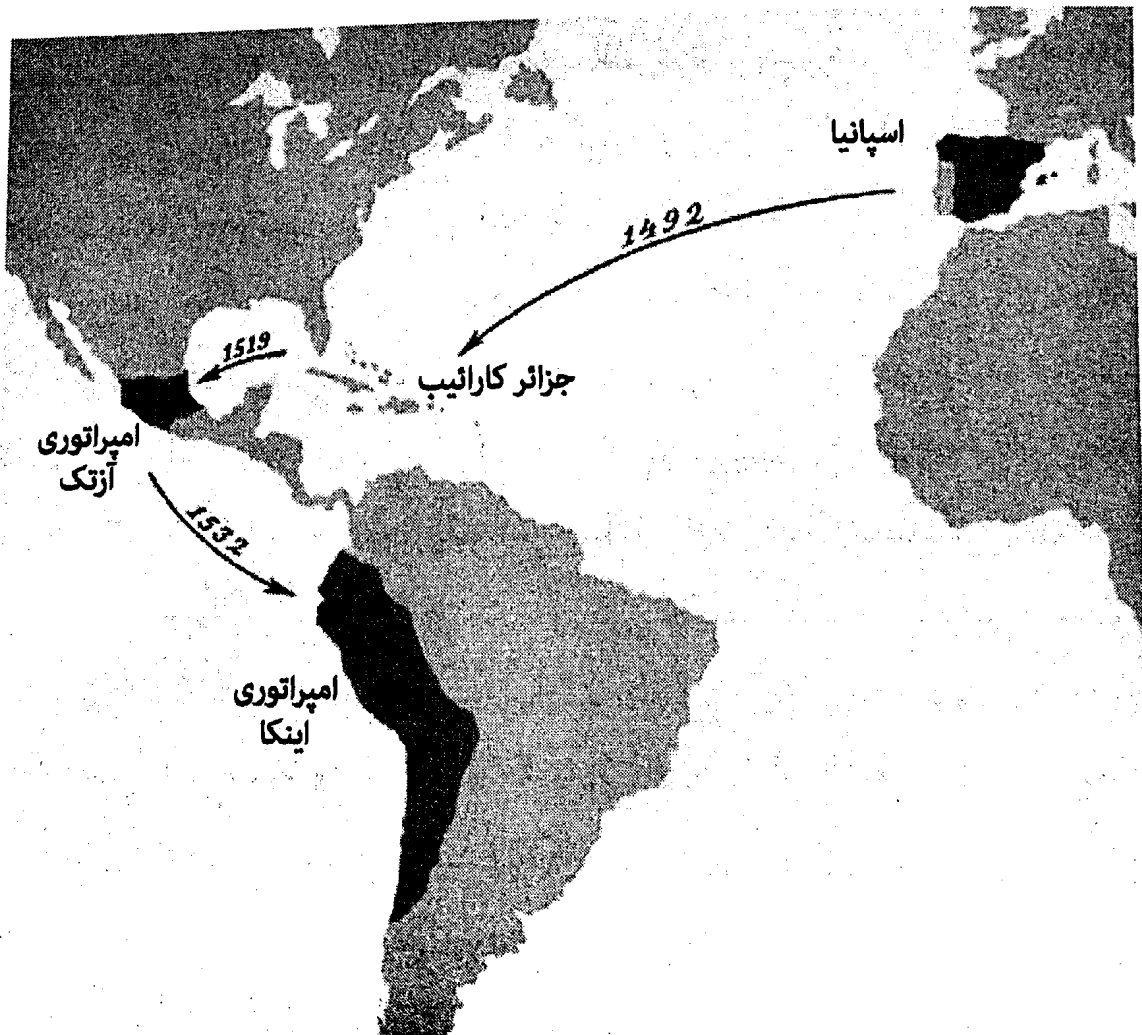 اسپانیا
1492
1519
جزائر کارائیب
امپراتوری
آزتک
1532
امپراتوری
اینکا